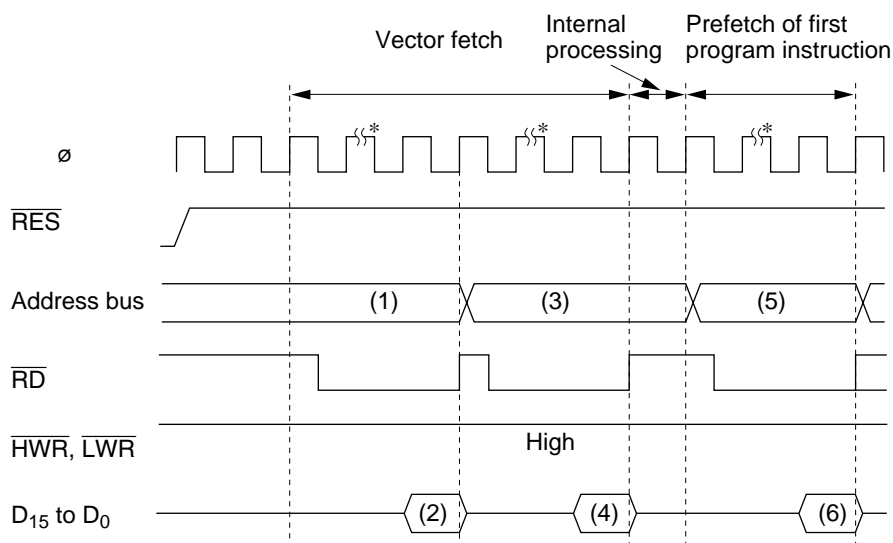 Vector fetch
Internal
processing
Prefetch of first
program instruction
ø
*
*
*
RES
Address bus
(1)
(3)
(5)
RD
HWR, LWR
High
D15 to D0
(2)
(4)
(6)